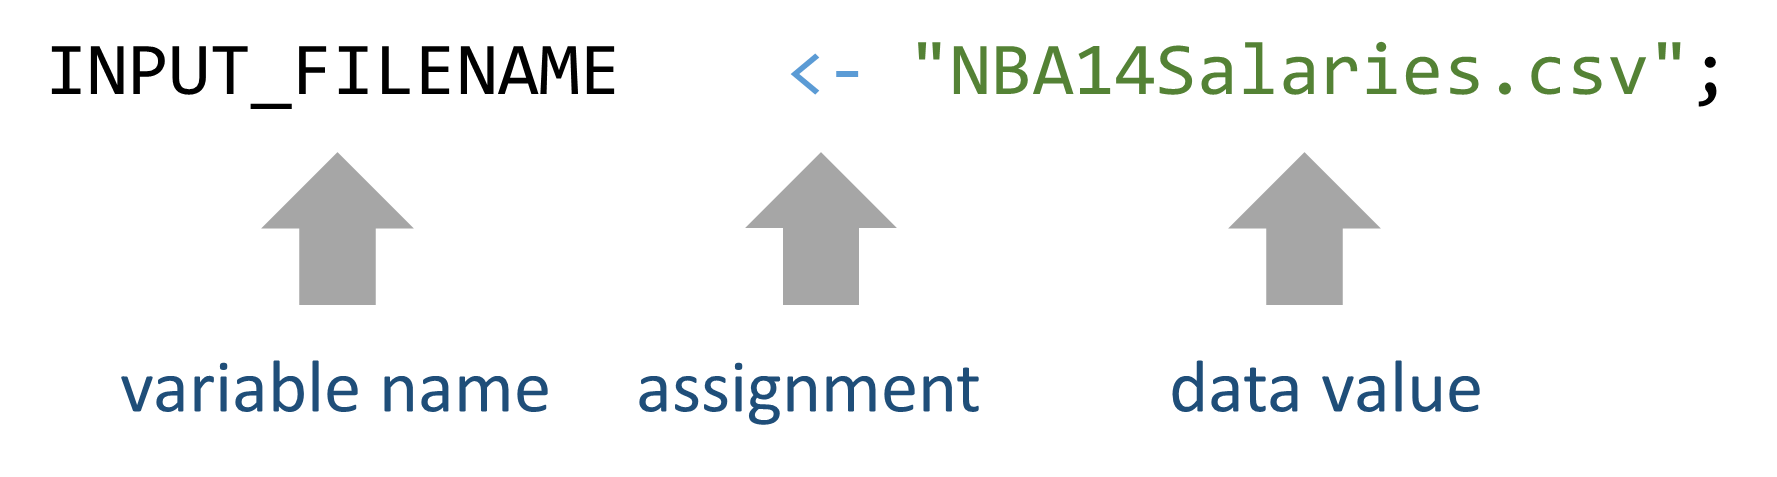 INPUT_FILENAME <- "NBA14Salaries.csv";
variable name assignment data value